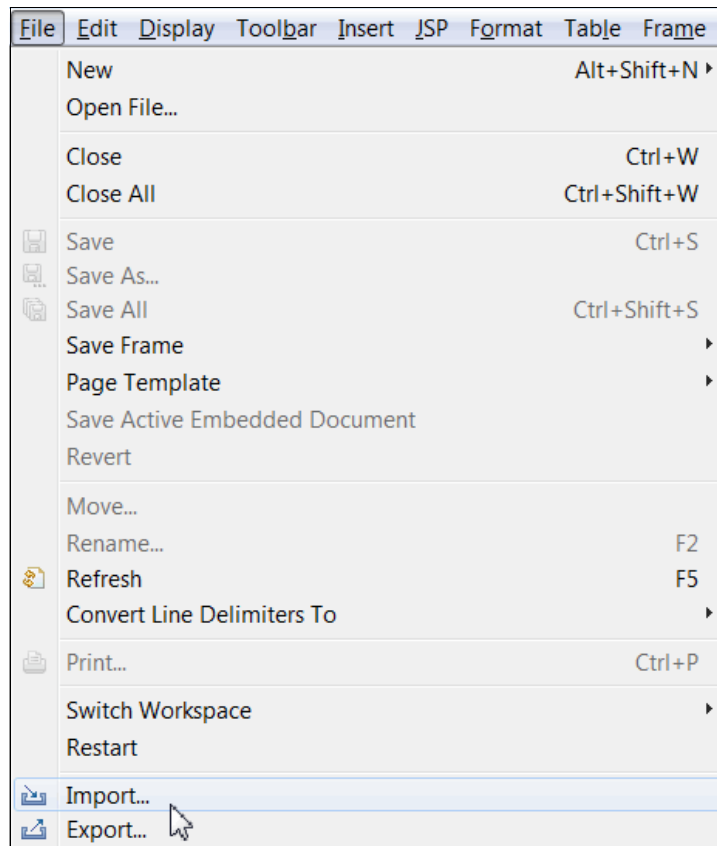 File Edit Display Toolbar Insert JSP Format Table Frame
New Alt+Shift+N
Open File...
Close Ctrl+W
Close All Ctrl+Shift+W
Save Ctrl+S
Save As...
Save All Ctrl+Shift+S
Save Frame
Page Template
Save Active Embedded Document
Revert
Move...
Rename... F2
Refresh F5
Convert Line Delimiters To
Print... Ctrl+P
Switch Workspace
Restart
Import...
Export...